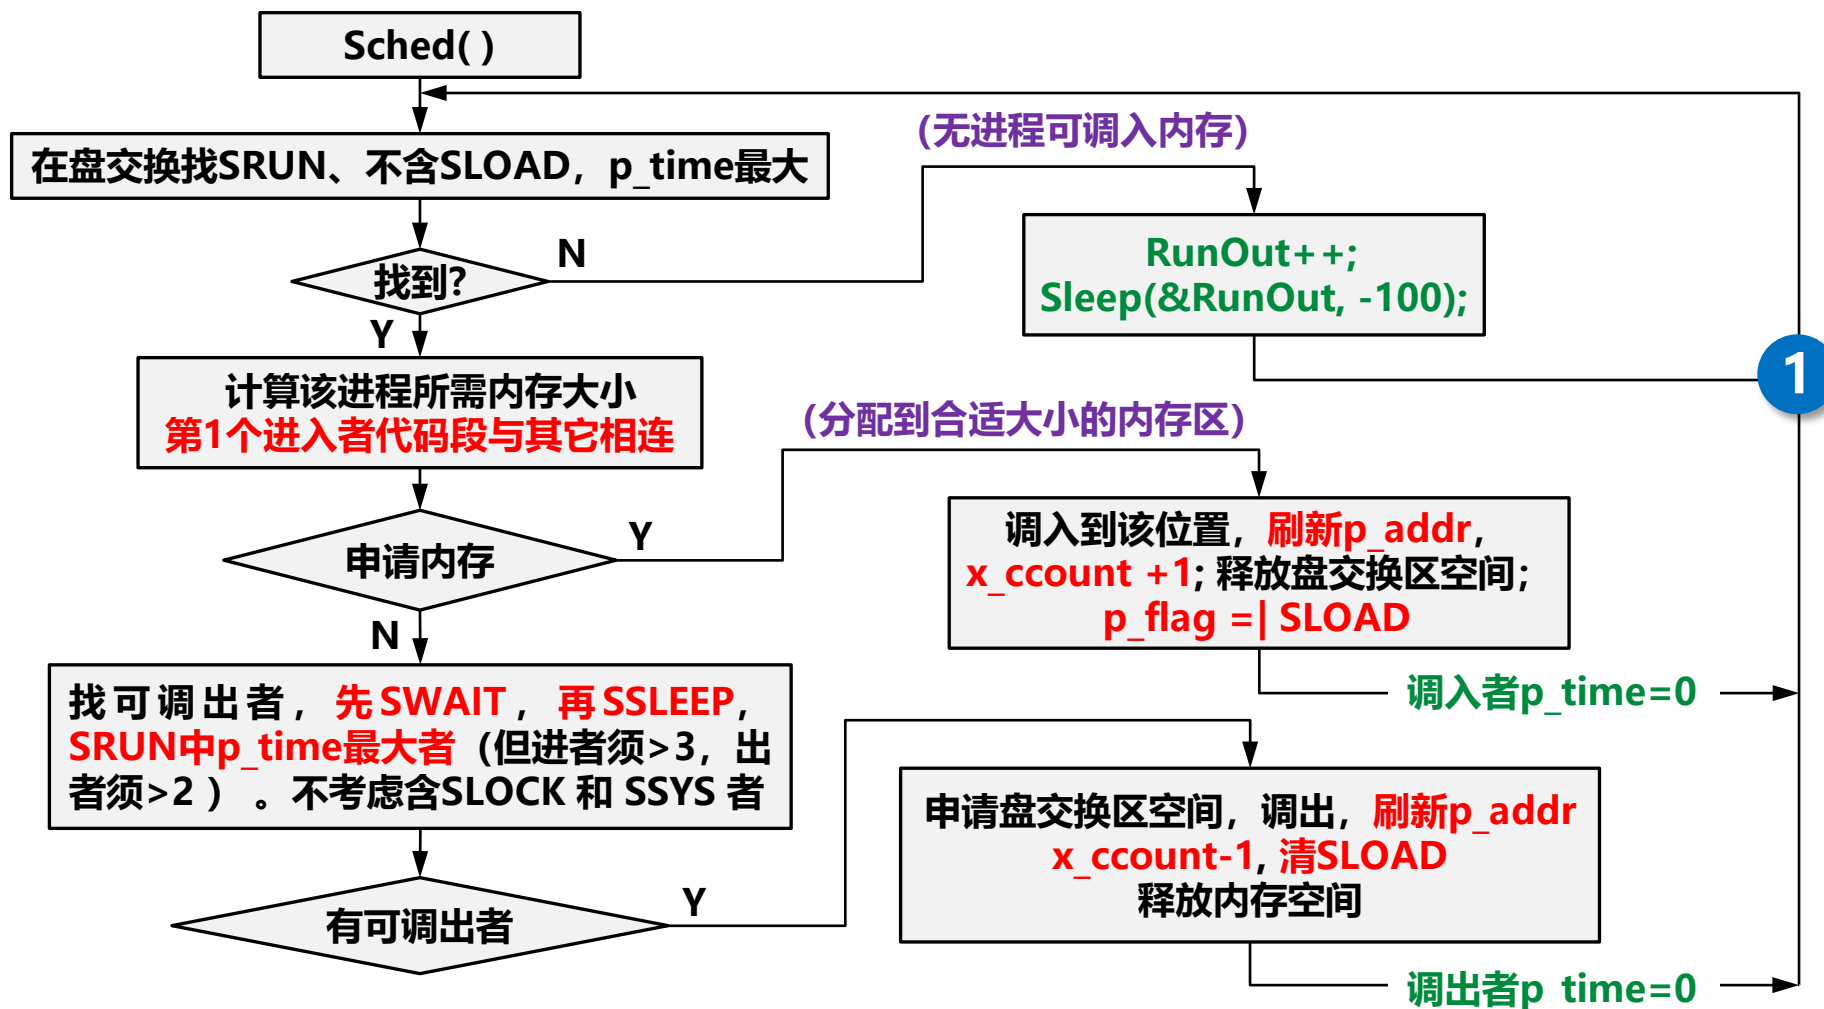 Sched( )
在盘交换找SRUN、不含SLOAD，p_time最大
(无进程可调入内存)
找到?
N
RunOut++;
Sleep(&RunOut, -100);
1
Y
计算该进程所需内存大小
第1个进入者代码段与其它相连
(分配到合适大小的内存区)
申请内存
Y
调入到该位置，刷新p_addr，
x_ccount +1; 释放盘交换区空间；
p_flag =| SLOAD
调入者p_time=0
N
找可调出者，先SWAIT，再SSLEEP，
SRUN中p_time最大者（但进者须>3，出
者须>2 ）。不考虑含SLOCK 和 SSYS 者
有可调出者
Y
申请盘交换区空间，调出，刷新p_addr
x_ccount-1, 清SLOAD
释放内存空间
调出者p time=0